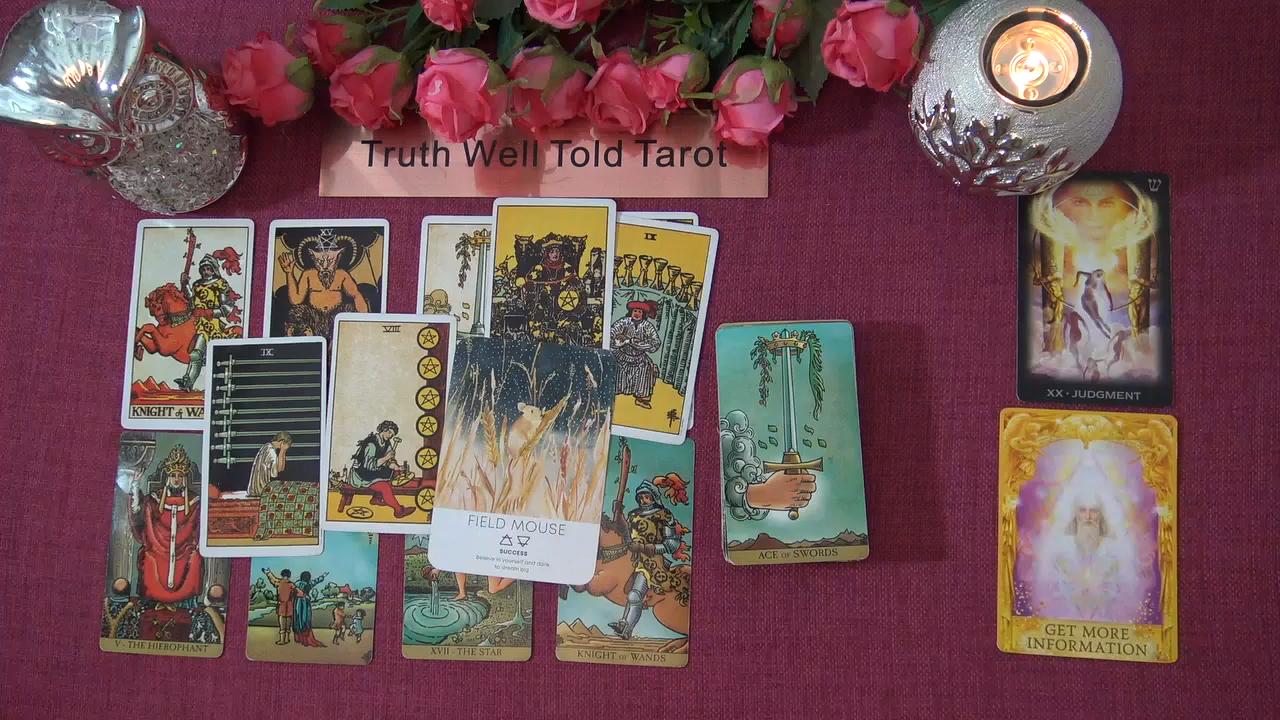 Truth Well Told Tarot
ש
XX • JUDGMENT
KNIGHT of WA
XV
IX
IX
VIII
FIELD MOUSE
SUCCESS
Believe in yourself and dare
to dream big
ACE OF SWORDS
GET MORE
INFORMATION
V - THE HIEROPHANT
XVII - THE STAR
KNIGHT OF WANDS